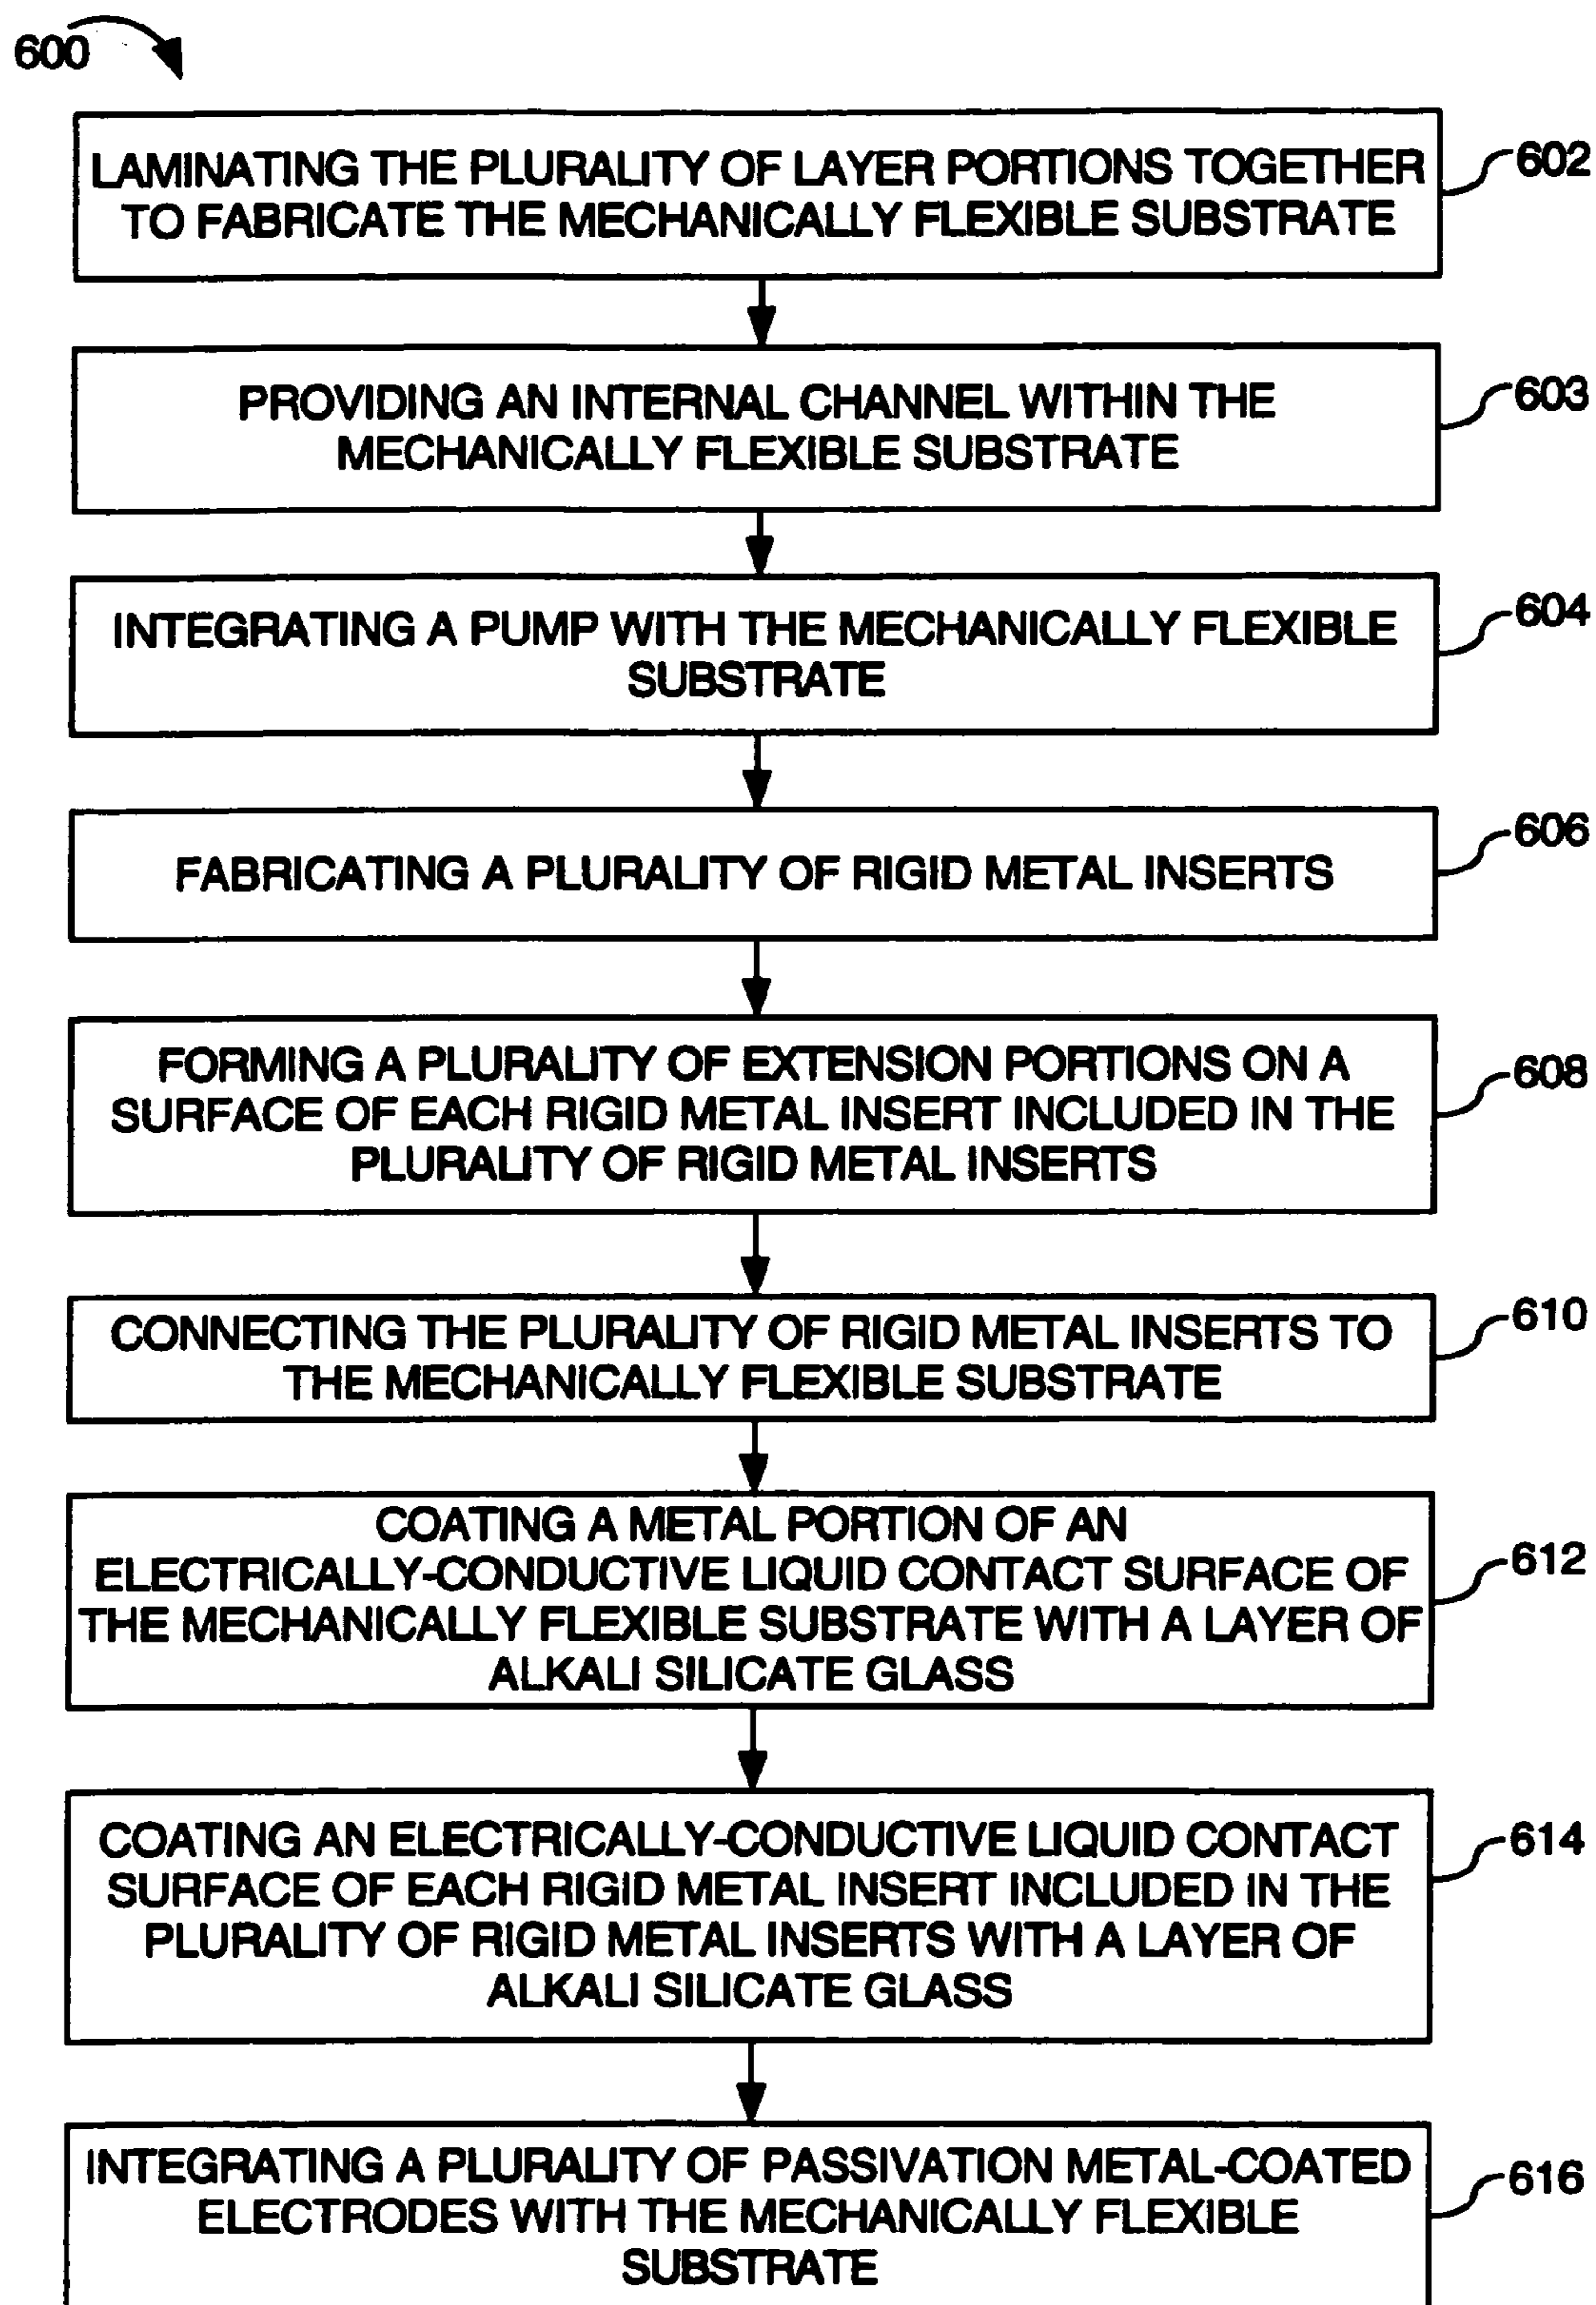 600
LAMINATING THE PLURALITY OF LAYER PORTIONS TOGETHER
TO FABRICATE THE MECHANICALLY FLEXIBLE SUBSTRATE
602
PROVIDING AN INTERNAL CHANNEL WITHIN THE
MECHANICALLY FLEXIBLE SUBSTRATE
603
INTEGRATING A PUMP WITH THE MECHANICALLY FLEXIBLE
SUBSTRATE
604
FABRICATING A PLURALITY OF RIGID METAL INSERTS
606
FORMING A PLURALITY OF EXTENSION PORTIONS ON A
SURFACE OF EACH RIGID METAL INSERT INCLUDED IN THE
PLURALITY OF RIGID METAL INSERTS
608
CONNECTING THE PLURALITY OF RIGID METAL INSERTS TO
THE MECHANICALLY FLEXIBLE SUBSTRATE
610
COATING A METAL PORTION OF AN
ELECTRICALLY-CONDUCTIVE LIQUID CONTACT SURFACE OF
THE MECHANICALLY FLEXIBLE SUBSTRATE WITH A LAYER OF
ALKALI SILICATE GLASS
612
COATING AN ELECTRICALLY-CONDUCTIVE LIQUID CONTACT
SURFACE OF EACH RIGID METAL INSERT INCLUDED IN THE
PLURALITY OF RIGID METAL INSERTS WITH A LAYER OF
ALKALI SILICATE GLASS
614
INTEGRATING A PLURALITY OF PASSIVATION METAL-COATED
ELECTRODES WITH THE MECHANICALLY FLEXIBLE
SUBSTRATE
616